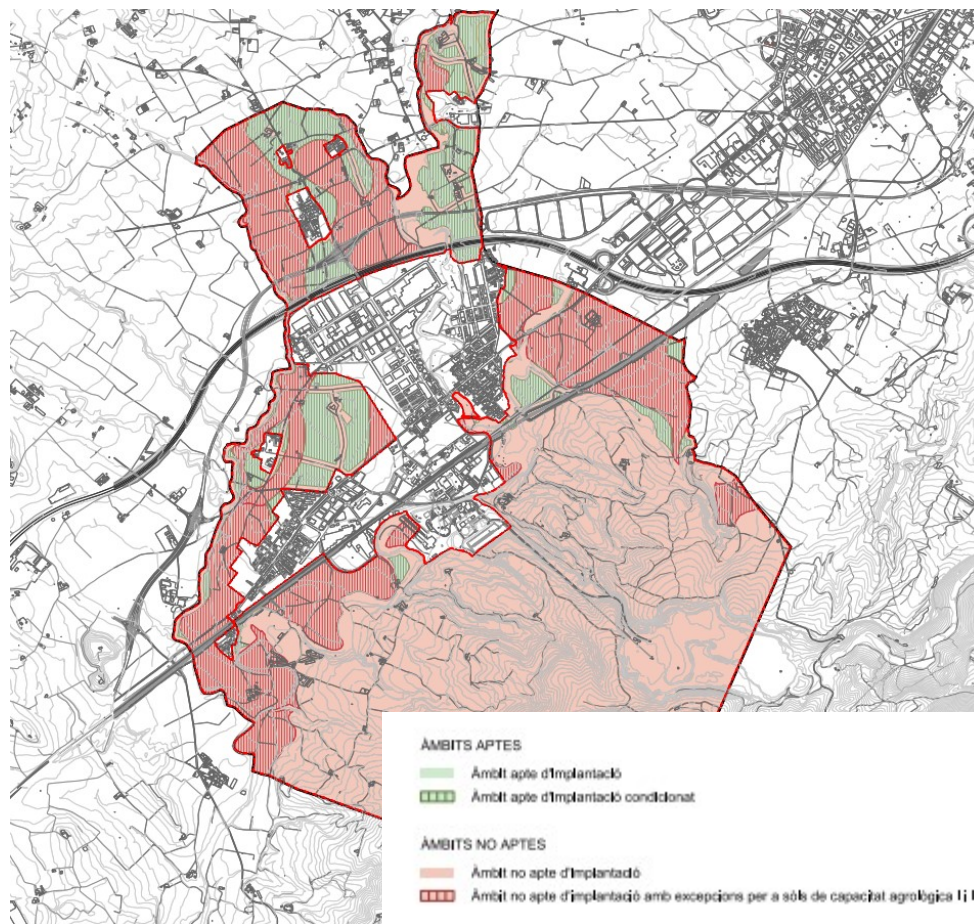 ÀMBITS APTES
Àmbit apte d'implantació
Àmbit apte d'implantació condicionat
ÀMBITS NO APTES
Àmbit no apte d'implantació
Àmbit no apte d'implantació amb excepcions per a sòls de capacitat agrològica I i